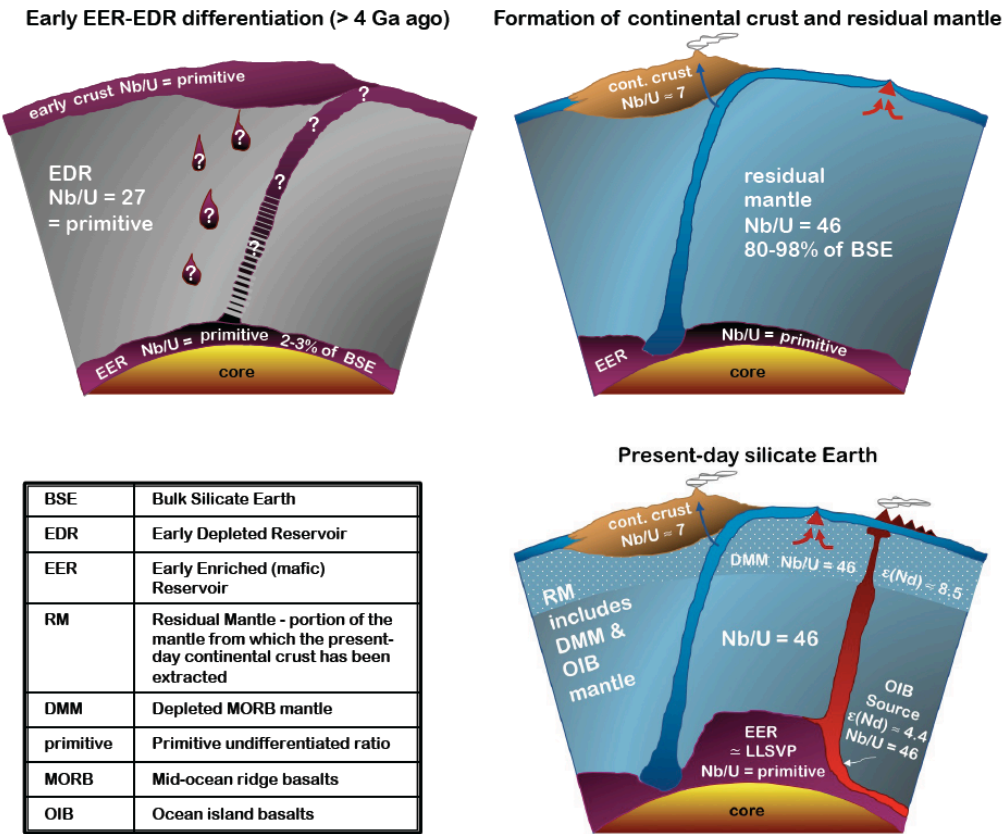 Early EER-EDR differentiation (> 4 Ga ago)
early crust Nb/U = primitive
?
?
?
?
?
?
?
?
EDR
Nb/U = 27
= primitive
EER Nb/U = primitive 2-3% of BSE
core
Formation of continental crust and residual mantle
cont. crust
Nb/U ≈ 7
residual
mantle
Nb/U = 46
80-98% of BSE
EER
Nb/U = primitive
core
BSE Bulk Silicate Earth
EDR Early Depleted Reservoir
EER Early Enriched (mafic)
Reservoir
RM Residual Mantle - portion of the
mantle from which the present-
day continental crust has been
extracted
DMM Depleted MORB mantle
primitive Primitive undifferentiated ratio
MORB Mid-ocean ridge basalts
OIB Ocean island basalts
Present-day silicate Earth
cont. crust
Nb/U ≈ 7
DMM Nb/U = 46
ε(Nd) ≈ 8.5
RM
includes
DMM &
OIB
mantle
Nb/U = 46
OIB
Source
ε(Nd) ≈ 4.4
Nb/U = 46
EER
≃ LLSVP
Nb/U = primitive
core